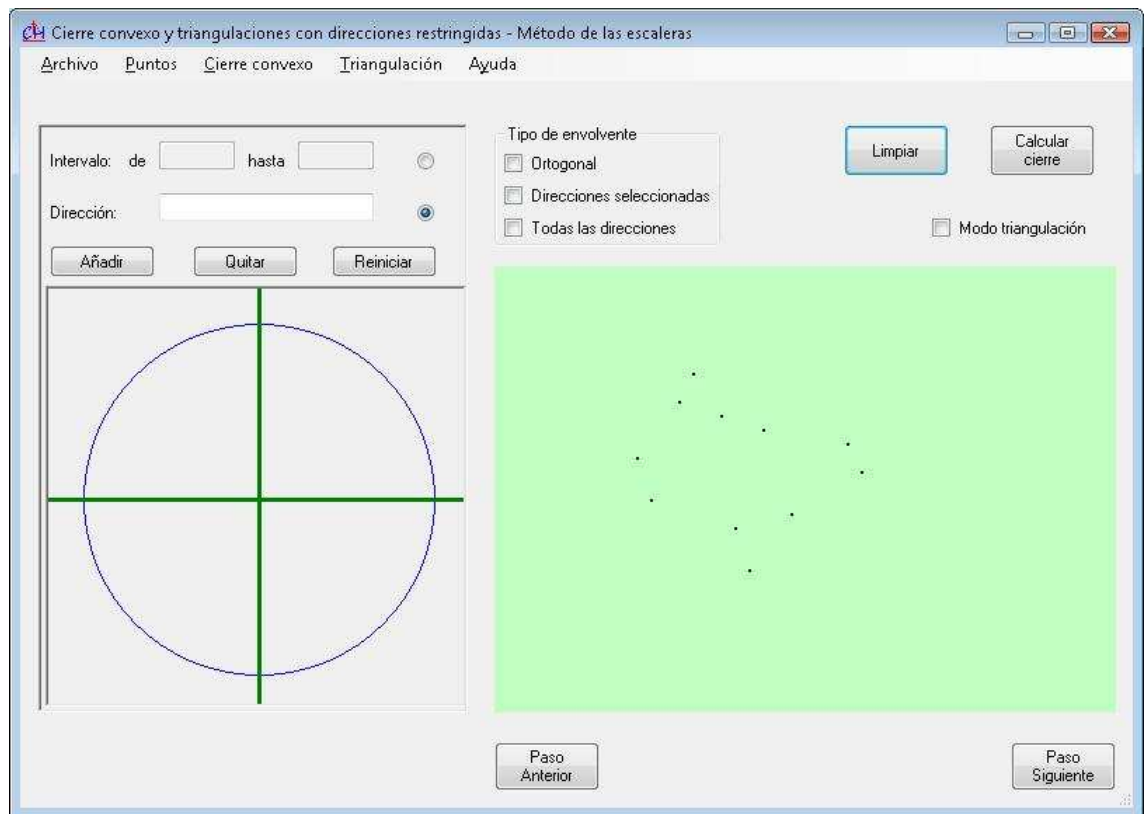 CH Cierre convexo y triangulaciones con direcciones restringidas - Método de las escaleras
Archivo Puntos Cierre convexo Triangulación Ayuda
Intervalo: de hasta
Dirección:
Añadir Quitar Reiniciar
Tipo de envolvente
Ortogonal
Direcciones seleccionadas
Todas las direcciones
Limpiar
Calcular
cierre
Modo triangulación
Paso
Anterior
Paso
Siguiente